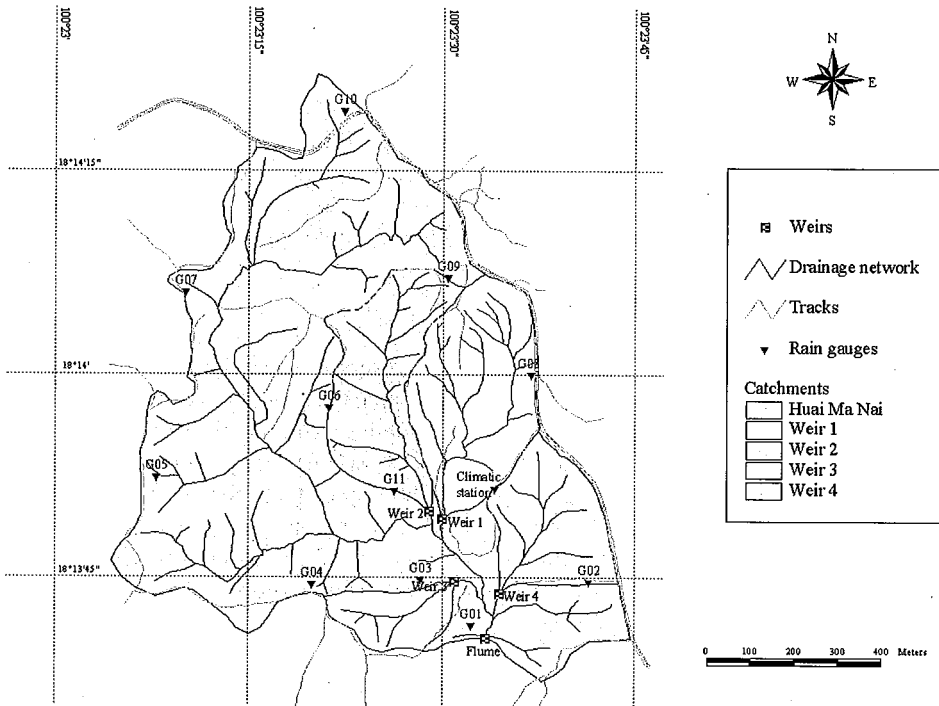 100°23'
100°23'15"
100°23'30"
100°23'45"
N
W E
S
G10
18°14'15"
G09
G07
18°14'
G08
G06
G05
G11
Climatic
station
Weir 2
Weir 1
18°13'45"
G04
G03
G02
Weir 3
Weir 4
G01
Flume
Weirs
Drainage network
Tracks
Rain gauges
Catchments
Huai Ma Nai
Weir 1
Weir 2
Weir 3
Weir 4
0 100 200 300 400 Meters